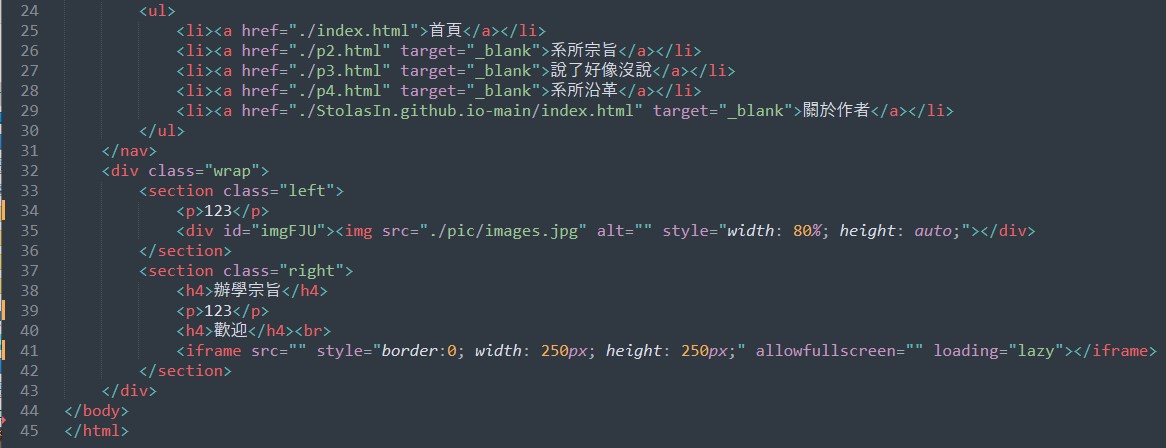 24 <ul>
25 <li><a href="./index.html">首頁</a></li>
26 <li><a href="./p2.html" target="_blank">系所宗旨</a></li>
27 <li><a href="./p3.html" target="_blank">說了好像沒說</a></li>
28 <li><a href="./p4.html" target="_blank">系所沿革</a></li>
29 <li><a href="./StolasIn.github.io-main/index.html" target="_blank">關於作者</a></li>
30 </ul>
31 </nav>
32 <div class="wrap">
33 <section class="left">
34 <p>123</p>
35 <div id="imgFJU"><img src="./pic/images.jpg" alt="" style="width: 80%; height: auto;"></div>
36 </section>
37 <section class="right">
38 <h4>辦學宗旨</h4>
39 <p>123</p>
40 <h4>歡迎</h4><br>
41 <iframe src="" style="border:0; width: 250px; height: 250px;" allowfullscreen="" loading="lazy"></iframe>
42 </section>
43 </div>
44 </body>
45 </html>